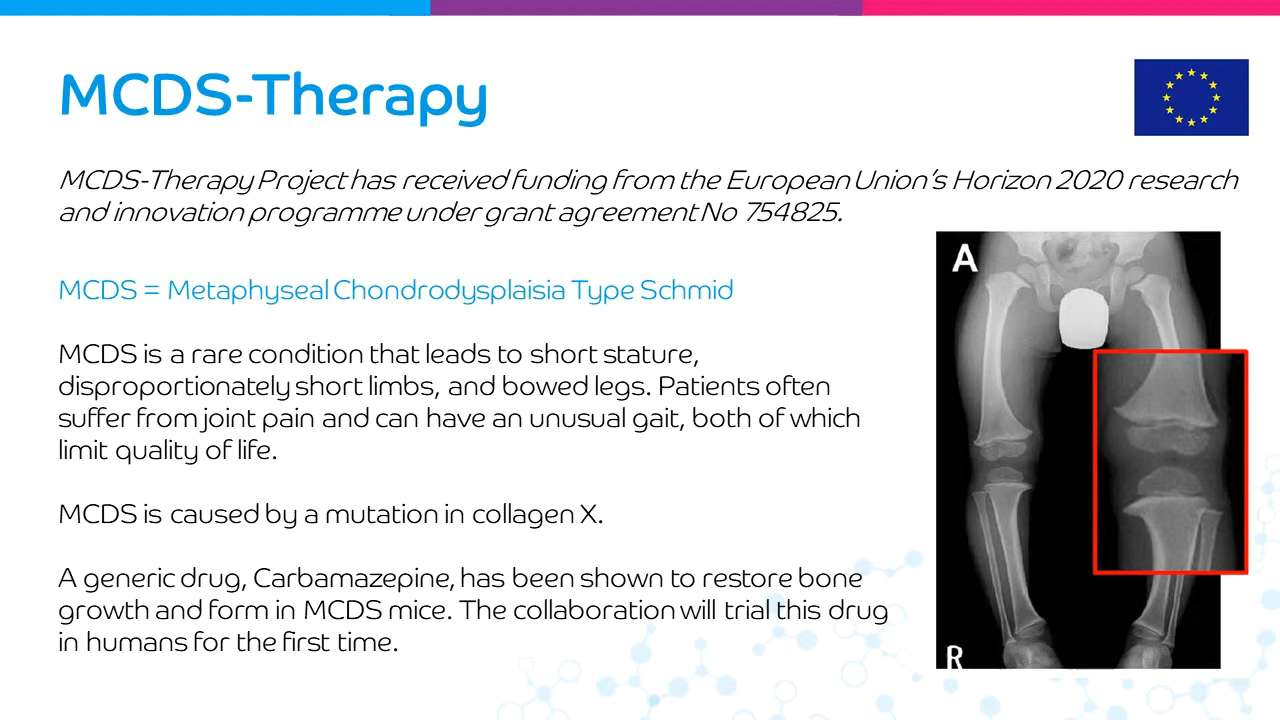 MCDS-Therapy
MCDS-Therapy Project has received funding from the European Union's Horizon 2020 research
and innovation programme under grant agreement No 754825.
MCDS = Metaphyseal Chondrodysplaisia Type Schmid
MCDS is a rare condition that leads to short stature,
disproportionately short limbs, and bowed legs. Patients often
suffer from joint pain and can have an unusual gait, both of which
limit quality of life.
MCDS is caused by a mutation in collagen X.
A generic drug, Carbamazepine, has been shown to restore bone
growth and form in MCDS mice. The collaboration will trial this drug
in humans for the first time.
A
R